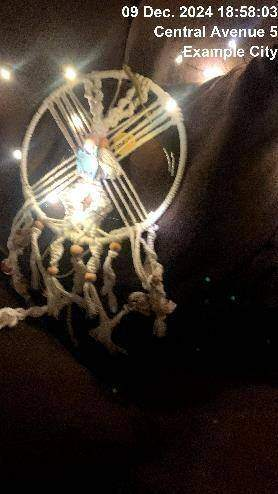 09 Dec. 2024 18:58:03
Central Avenue 5
Example City